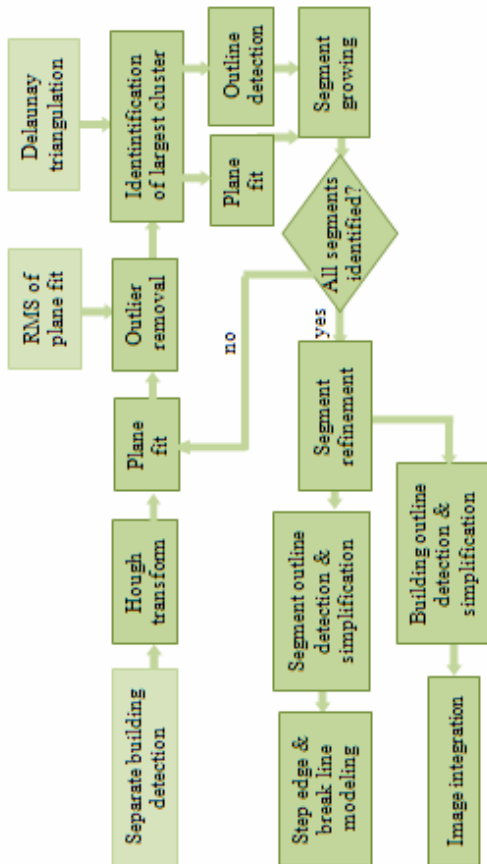 Separate building
detection
Hough
transform
Plane
fit
RMS of
plane fit
Outlier
removal
Delaunay
triangulation
Identintification
of largest cluster
Plane fit
Outline
detection
Segment
growing
All segments
identified?
no
yes
Segment
refinement
Segment outline
detection &
simplification
Step edge &
break line
modeling
Building outline
detection &
simplification
Image integration